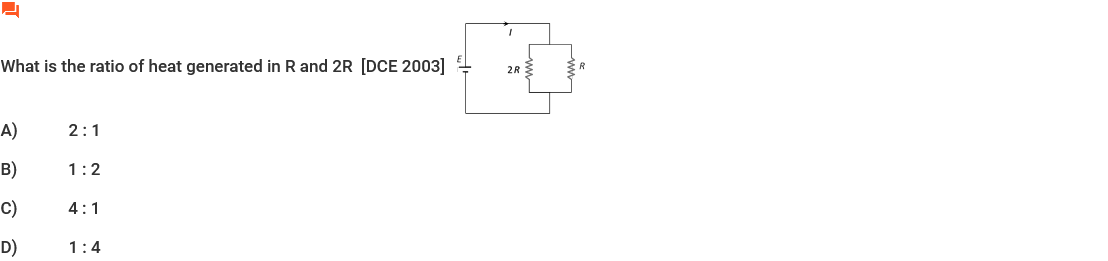 What is the ratio of heat generated in R and 2R [DCE 2003]
E
I
2R
R
A) 2 : 1
B) 1 : 2
C) 4 : 1
D) 1 : 4